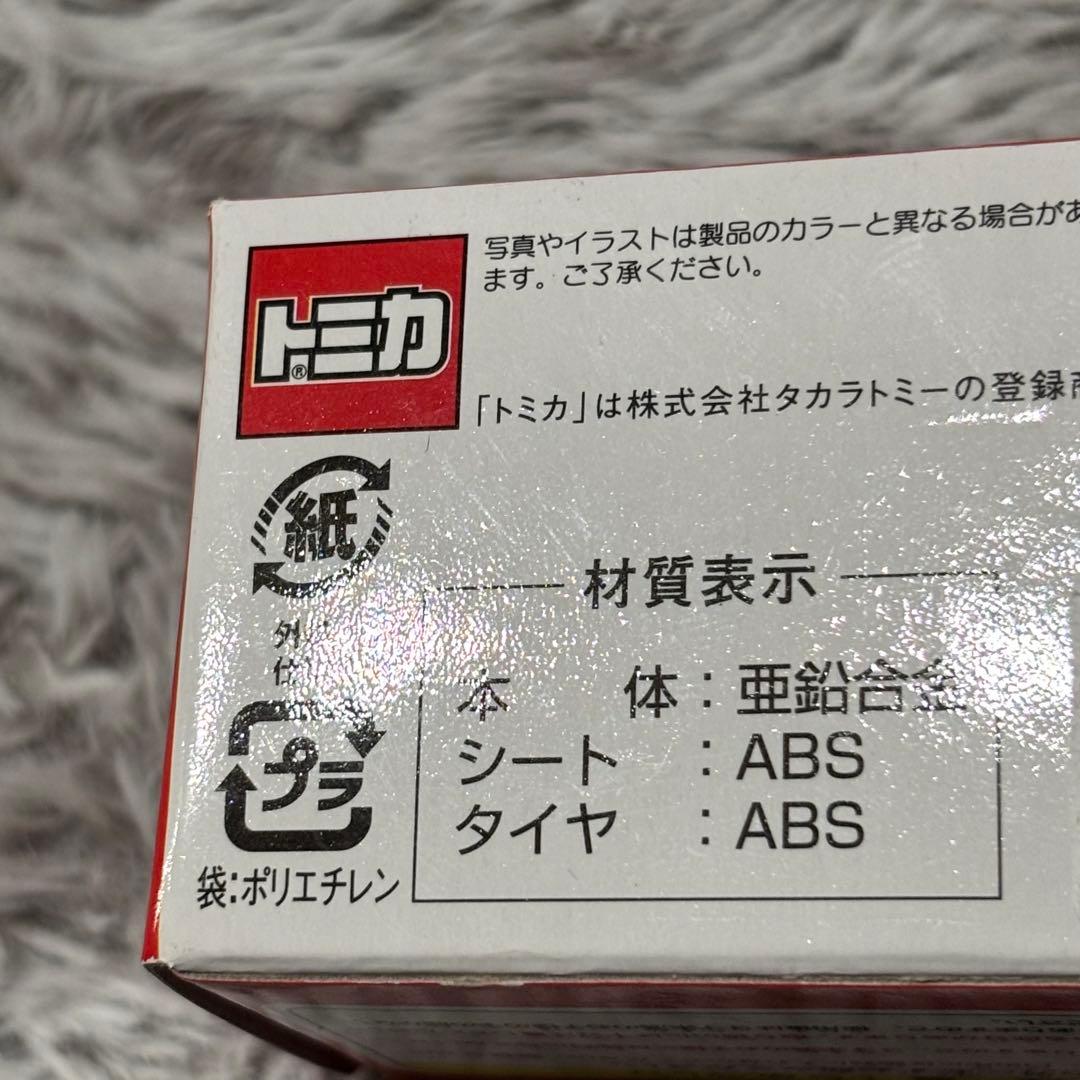 トミカ®
写真やイラストは製品のカラーと異なる場合があ
ます。ご了承ください。
「トミカ」は株式会社タカラトミーの登録商
紙
外
仕
プラ
袋:ポリエチレン
材質表示
本体:亜鉛合金
シート:ABS
タイヤ:ABS